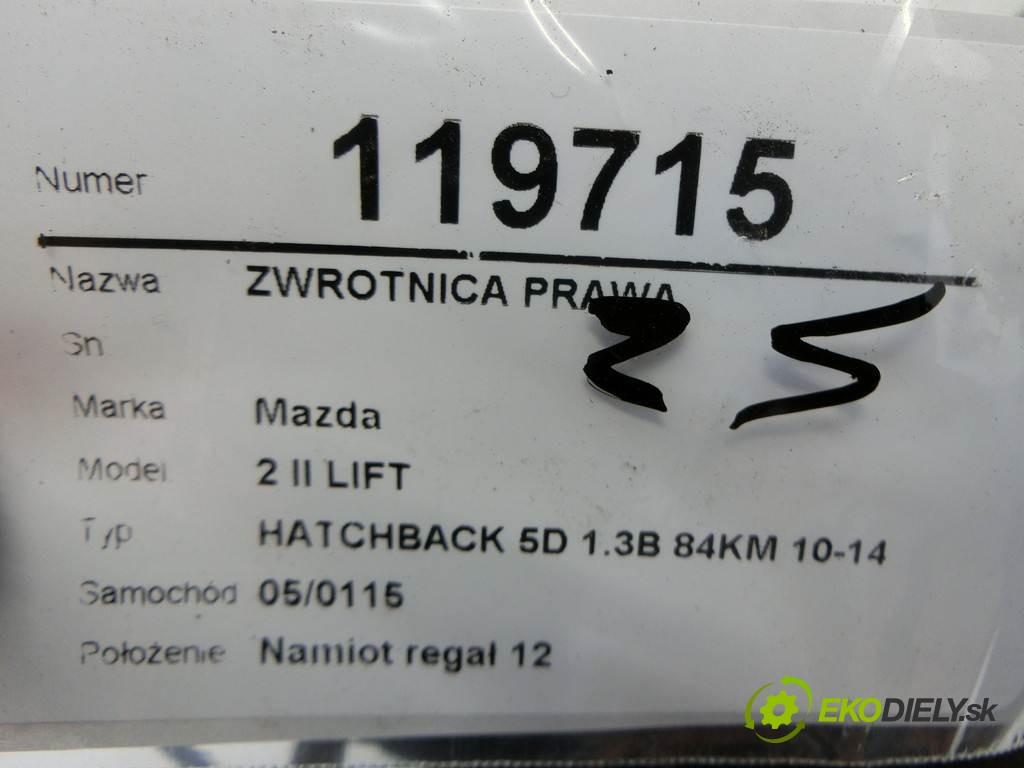 Numer 119715
Nazwa ZWROTNICA PRAWA
Sn
25
Marka Mazda
Model 2 II LIFT
Typ HATCHBACK 5D 1.3B 84KM 10-14
Samochód 05/0115
Położenie Namiot regał 12
EKODIELY.sk